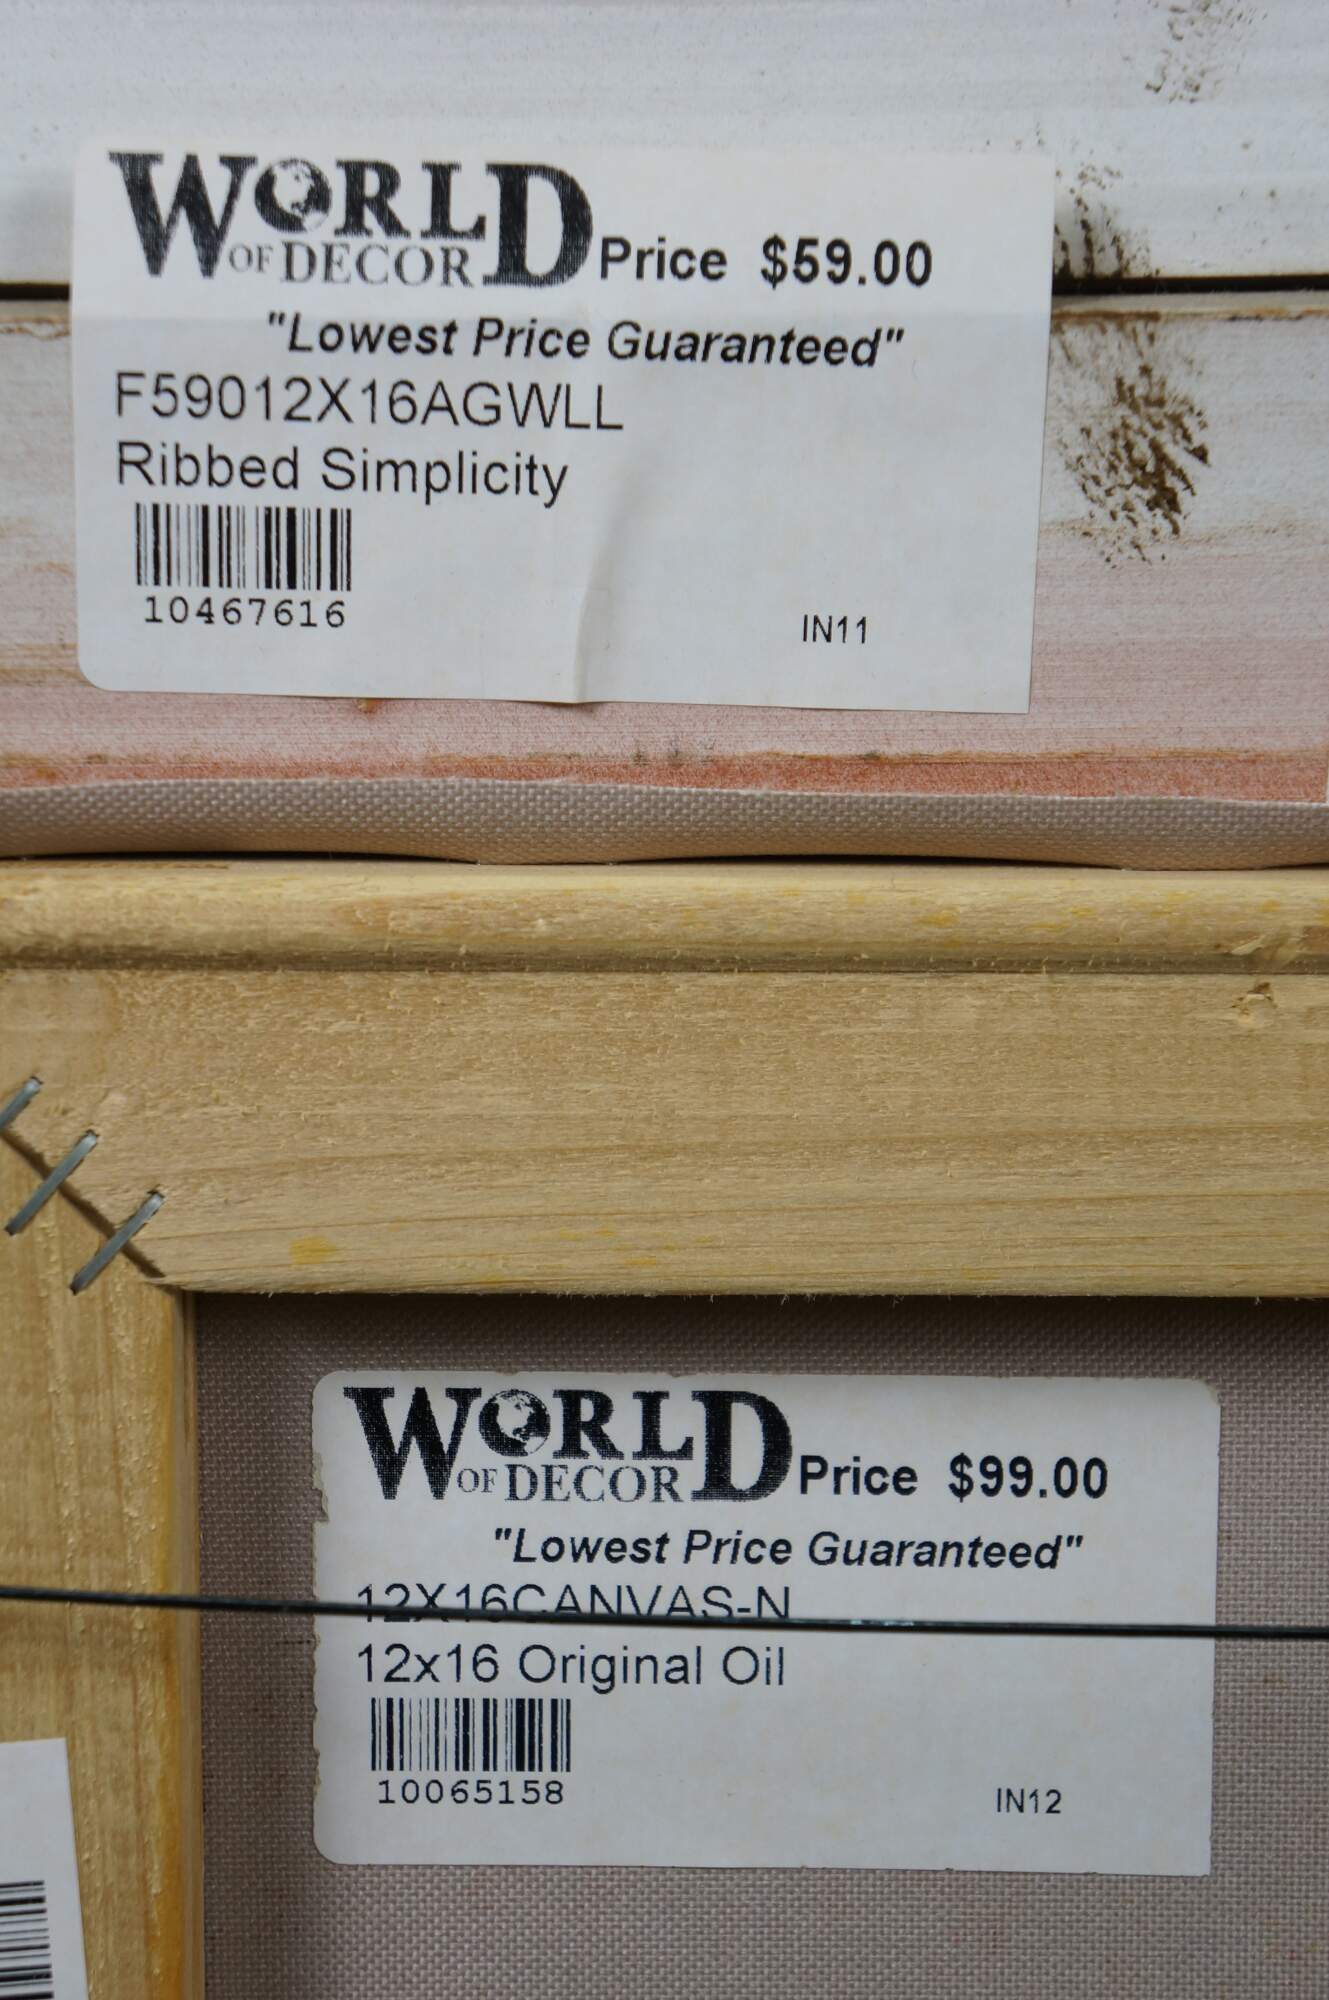 WORLD
OF DECOR
Price $59.00
"Lowest Price Guaranteed"
F59012X16AGWLL
Ribbed Simplicity
10467616
IN11
WORLD
OF DECOR
Price $99.00
"Lowest Price Guaranteed"
12X16CANVAS-N
12x16 Original Oil
10065158
IN12